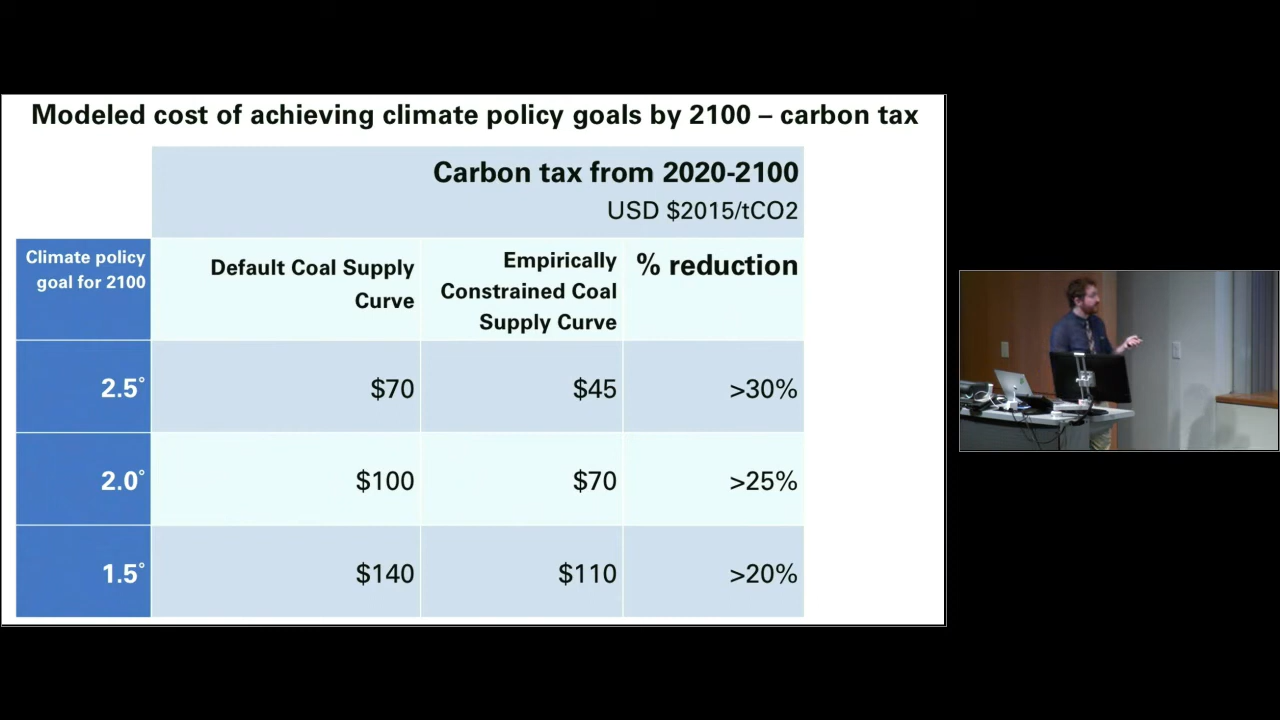 Modeled cost of achieving climate policy goals by 2100 – carbon tax
Carbon tax from 2020-2100
USD $2015/tCO2
Climate policy
goal for 2100
Default Coal Supply
Curve
Empirically
Constrained Coal
Supply Curve
% reduction
2.5° $70 $45 >30%
2.0° $100 $70 >25%
1.5° $140 $110 >20%